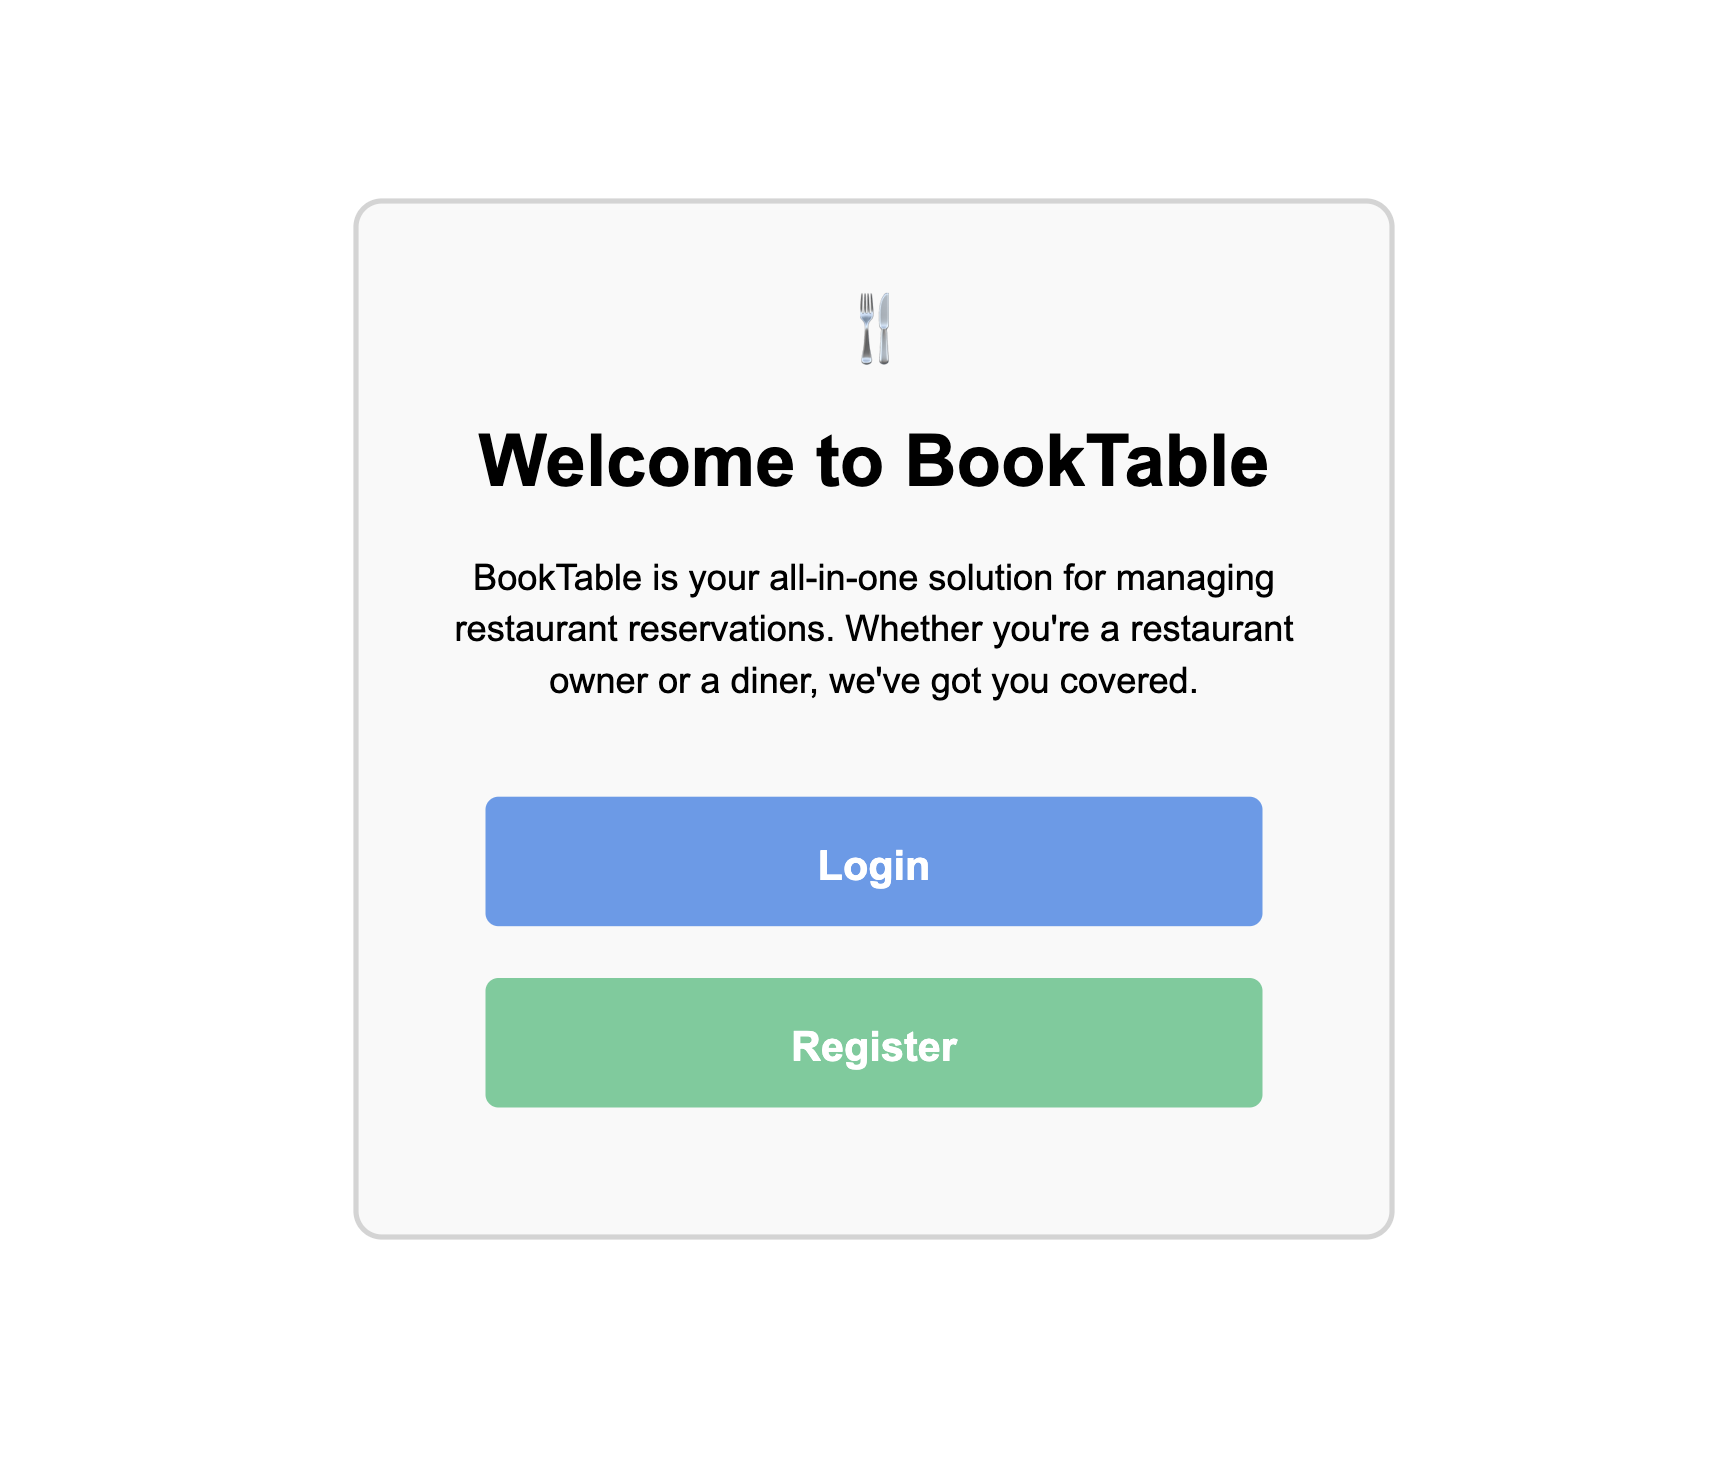 Welcome to BookTable
BookTable is your all-in-one solution for managing
restaurant reservations. Whether you're a restaurant
owner or a diner, we've got you covered.
Login
Register